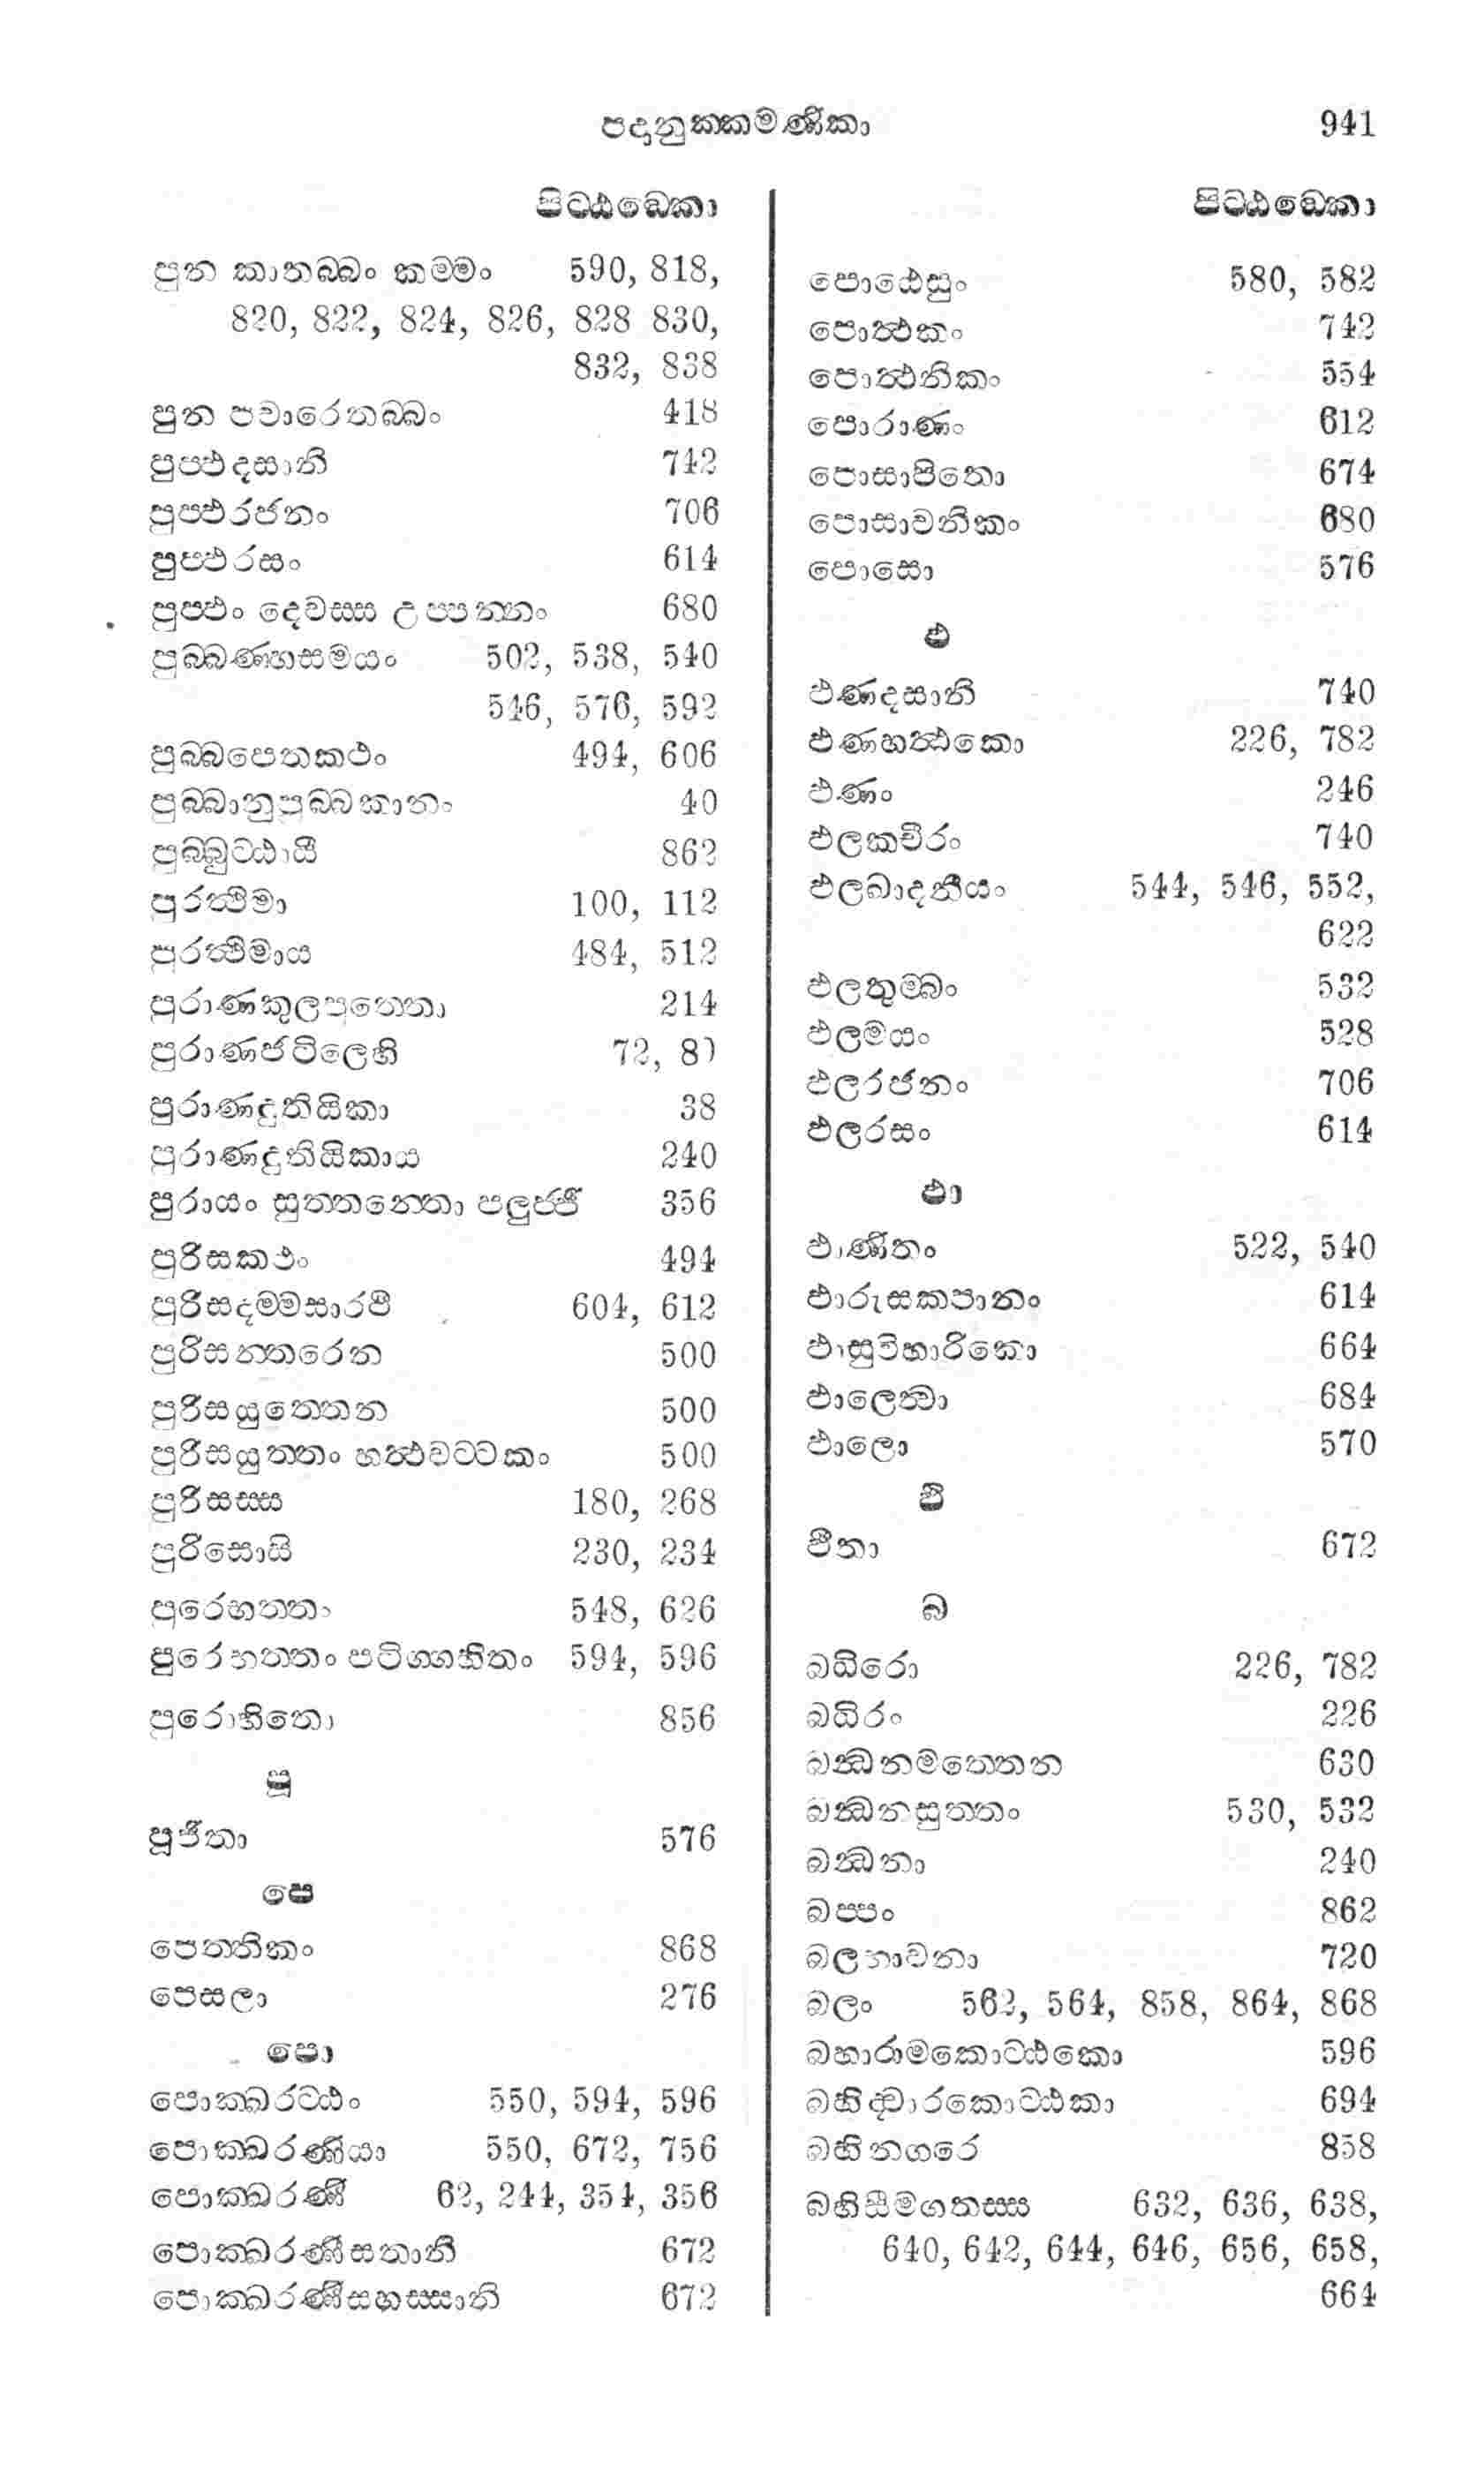 පදානුක්කමණිකා 941
පිට්ඨඞ්කො
පුන කාතබ්බං කම්මං 590, 818,
820, 822, 824, 826, 828 830,
832, 838
පුන පවාරෙතබ්බං 418
පුප්ඵදසානි 742
පුප්ඵරජනං 706
පුප්ඵරසං 614
පුප්ඵං දෙවස්ස උප්පන්නං 680
පුබ්බණ්හසමයං 502, 538, 540
546, 576, 592
පුබ්බපෙතකථං 494, 606
පුබ්බානුපුබ්බකානං 40
පුබ්බුට්ඨායී 862
පුරත්ථිමා 100, 112
පුරත්ථිමාය 484, 512
පුරාණකුලපුත්තො 214
පුරාණජටිලෙහි 72, 80
පුරාණදුතියිකා 38
පුරාණදුතියිකාය 240
පුරායං සුත්තන්තො පලුජ්ජී 356
පුරිසකථං 494
පුරිසදම්මසාරථි 604, 612
පුරිසන්තරෙන 500
පුරිසයුත්තෙන 500
පුරිසයුත්තං හත්ථවට්ටකං 500
පුරිසස්ස 180, 268
පුරිසොසි 230, 234
පුරෙභත්තං 548, 626
පුරෙභත්තං පටිග්ගහිතං 594, 596
පුරොහිතො 856
පූ
පූජිතා 576
පෙ
පෙත්තිකං 868
පෙසලා 276
පො
පොක්ඛරට්ඨං 550, 594, 596
පොක්ඛරණියා 550, 672, 756
පොක්ඛරණී 62, 244, 354, 356
පොක්ඛරණීසතානි 672
පොක්ඛරණීසහස්සානි 672
පිට්ඨඞ්කො
පොඨෙසුං 580, 582
පොත්ථකං 742
පොත්ථනිකං 554
පොරාණං 612
පොසාපිතො 674
පොසාවනිකං 680
පොසො 576
ඵ
ඵණදසානි 740
ඵණහත්ථකො 226, 782
ඵණං 246
ඵලකචීරං 740
ඵලඛාදනීයං 544, 546, 552,
622
ඵලතුම්බං 532
ඵලමයං 528
ඵලරජනං 706
ඵලරසං 614
ඵා
ඵාණිතං 522, 540
ඵාරුසකපානං 614
ඵාසුවිහාරිකො 664
ඵාලෙත්වා 684
ඵාලො 570
ඵී
ඵීතා 672
බ
බධිරො 226, 782
බධිරං 226
බන්ධනමත්තෙන 630
බන්ධනසුත්තං 530, 532
බන්ධනා 240
බප්පං 862
බලභාවනා 720
බලං 562, 564, 858, 864, 868
බහාරාමකොට්ඨකො 596
බහිද්වාරකොට්ඨකා 694
බහිනගරෙ 858
බහිසීමගතස්ස 632, 636, 638,
640, 642, 644, 646, 656, 658,
664